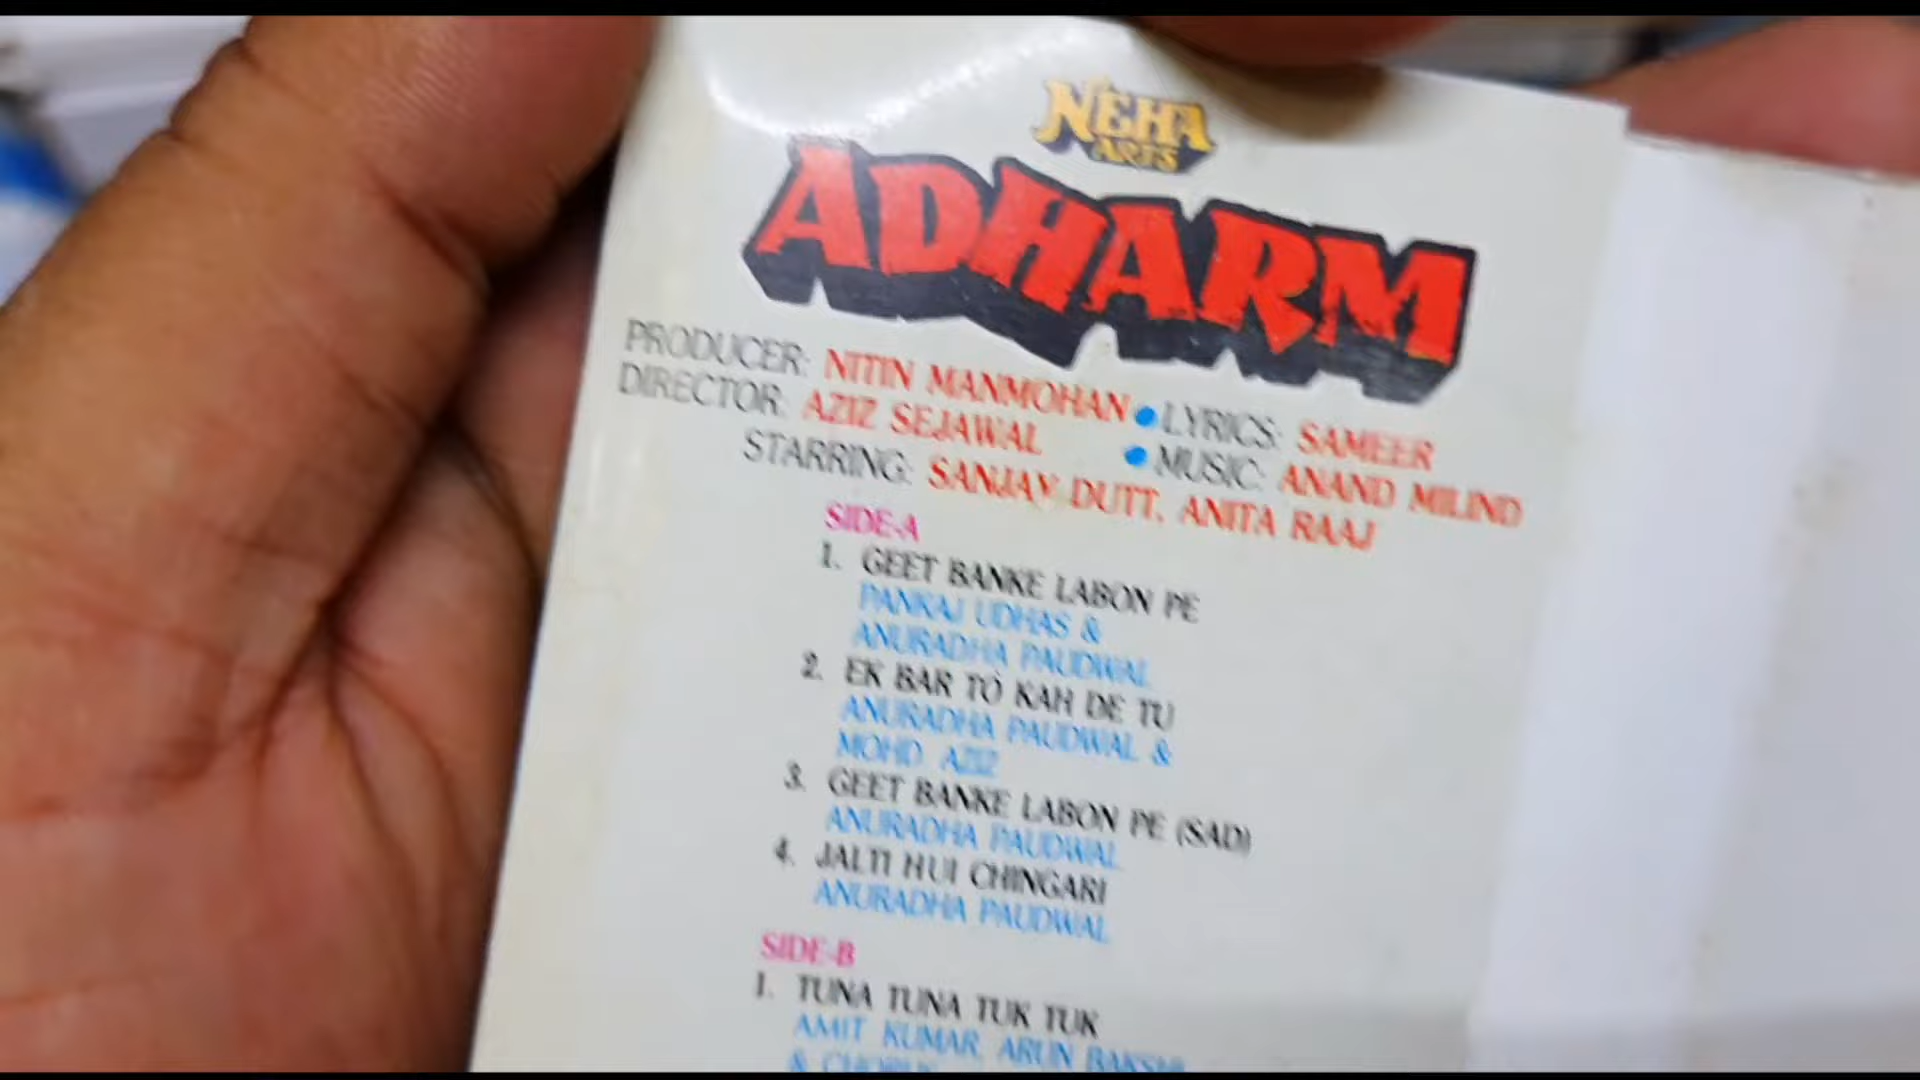 NEHA
ARTS
ADHARM
PRODUCER: NITIN MANMOHAN • LYRICS: SAMEER
DIRECTOR: AZIZ SEJAWAL • MUSIC: ANAND MILIND
STARRING: SANJAY DUTT, ANITA RAAJ
SIDE-A
1. GEET BANKE LABON PE
PANKAJ UDHAS &
ANURADHA PAUDWAL
2. EK BAR TO KAH DE TU
ANURADHA PAUDWAL &
MOHD. AZIZ
3. GEET BANKE LABON PE (SAD)
ANURADHA PAUDWAL
4. JALTI HUI CHINGARI
ANURADHA PAUDWAL
SIDE-B
1. TUNA TUNA TUK TUK
AMIT KUMAR, ARUN BAKSHI
& CHORUS